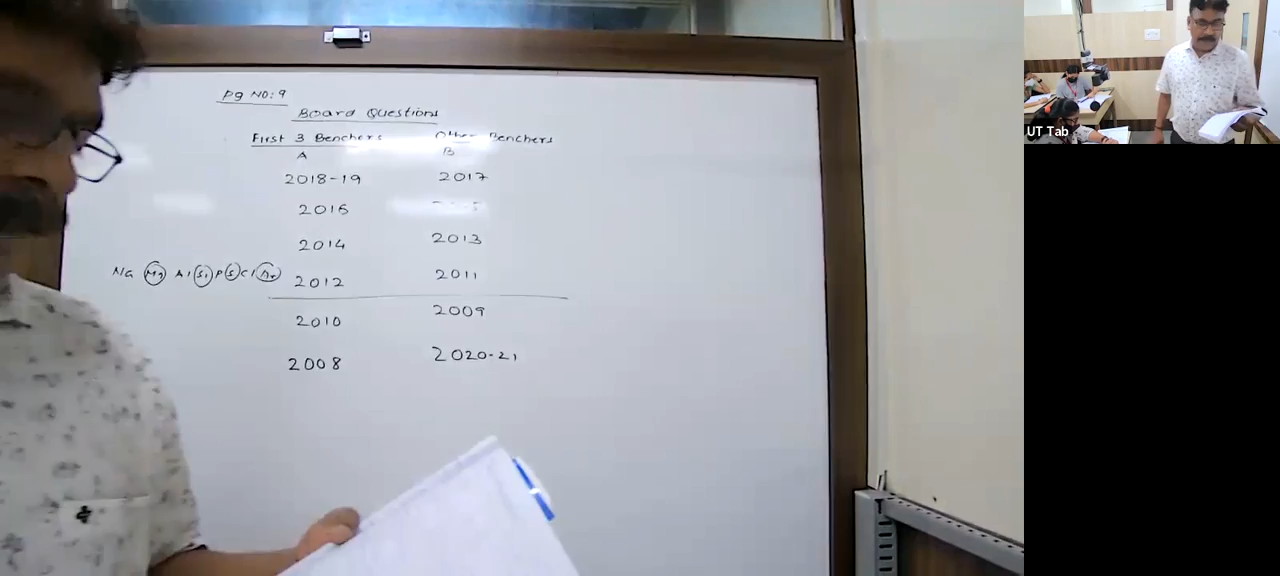 Pg NO: 9
Board Questions
First 3 Benchers Other Benchers
A B
2018-19 2017
2016
2014 2013
Na Mg Al Si P S Cl Ar 2012 2011
2010 2009
2008 2020-21
UT Tab